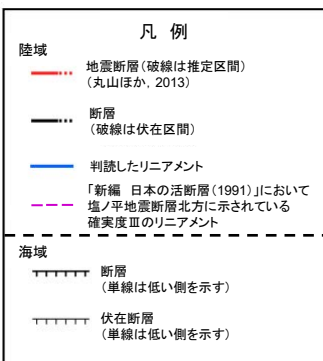 凡 例
陸域
地震断層(破線は推定区間)
(丸山ほか, 2013)
断層
(破線は伏在区間)
判読したリニアメント
「新編 日本の活断層(1991)」において
塩ノ平地震断層北方に示されている
確実度Ⅲのリニアメント
海域
断層
(単線は低い側を示す)
伏在断層
(単線は低い側を示す)